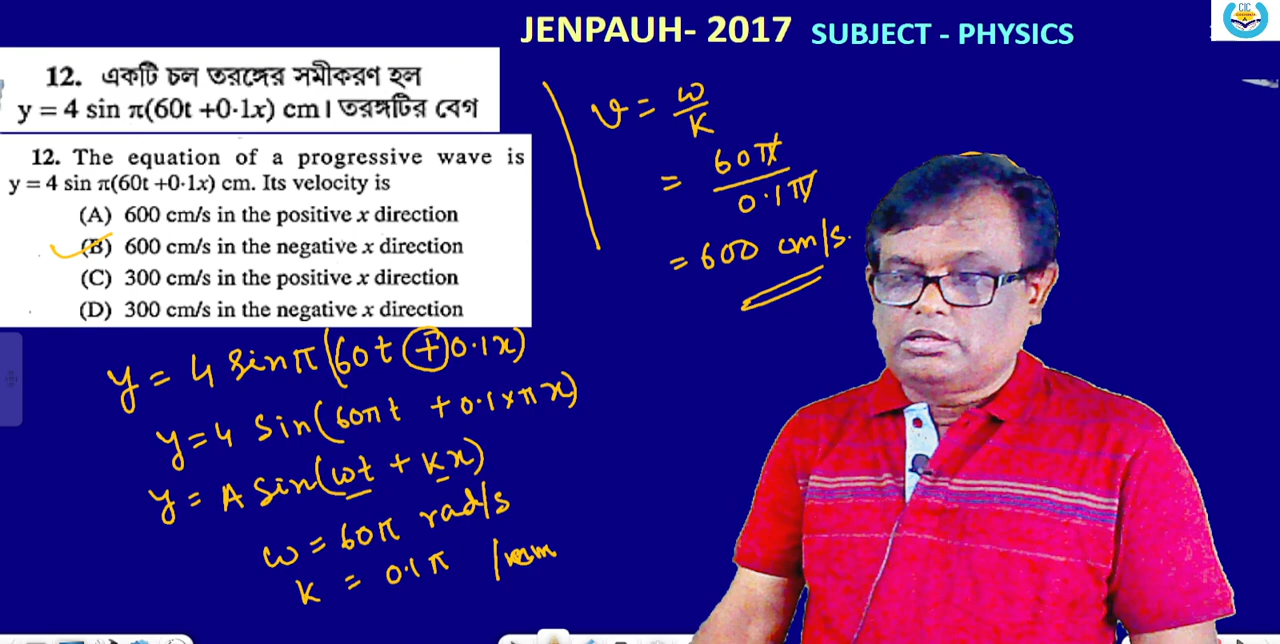 JENPAUH- 2017 SUBJECT - PHYSICS
CIC
12. একটি চল তরঙ্গের সমীকরণ হল
y = 4 sin π(60t +0·1x) cm। তরঙ্গটির বেগ
12. The equation of a progressive wave is
y = 4 sin π(60t +0·1x) cm. Its velocity is
(A) 600 cm/s in the positive x direction
(B) 600 cm/s in the negative x direction
(C) 300 cm/s in the positive x direction
(D) 300 cm/s in the negative x direction
y = 4 sin π(60t + 0.1x)
y = 4 sin(60πt + 0.1×πx)
y = A sin(ωt + kx)
ω = 60π rad/s
k = 0.1π
v = ω/k
= 60π/0.1π
= 600 cm/s.